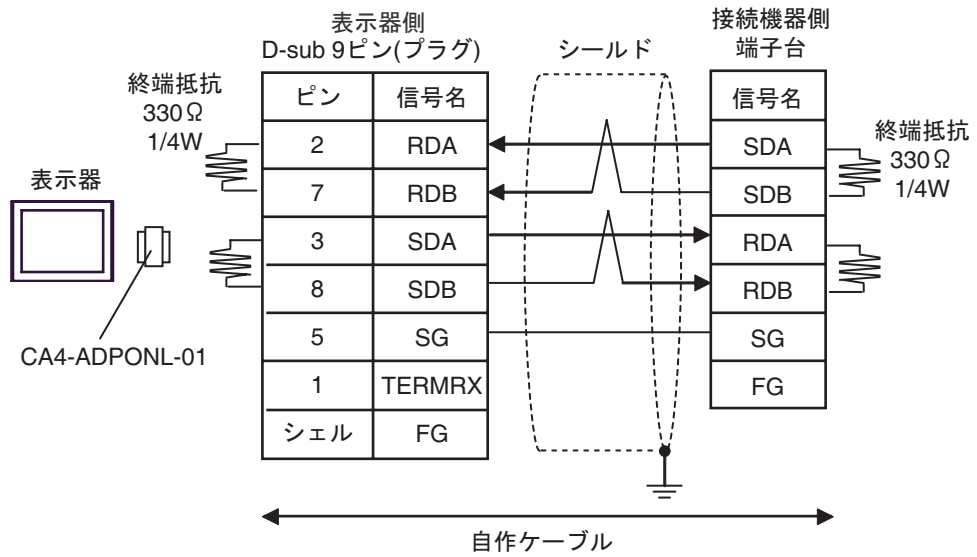 表示器側
D-sub 9ピン(プラグ)
シールド
接続機器側
端子台
終端抵抗
330Ω
1/4W
ピン 信号名
2 RDA
7 RDB
3 SDA
8 SDB
5 SG
1 TERMRX
シェル FG
信号名
SDA
SDB
RDA
RDB
SG
FG
終端抵抗
330Ω
1/4W
表示器
CA4-ADPONL-01
自作ケーブル